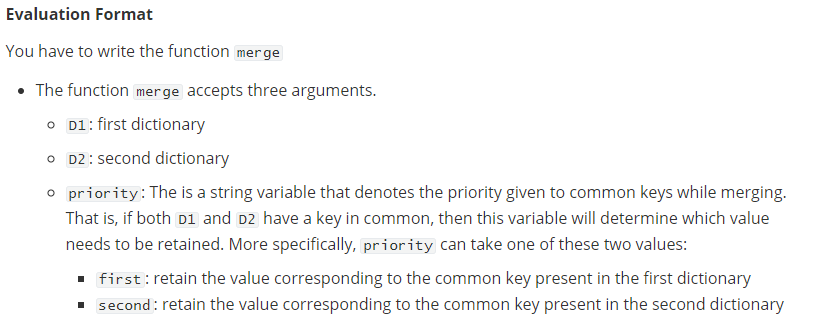 Evaluation Format
You have to write the function merge
• The function merge accepts three arguments.
○ D1: first dictionary
○ D2: second dictionary
○ priority: The is a string variable that denotes the priority given to common keys while merging.
That is, if both D1 and D2 have a key in common, then this variable will determine which value
needs to be retained. More specifically, priority can take one of these two values:
▪ first: retain the value corresponding to the common key present in the first dictionary
▪ second: retain the value corresponding to the common key present in the second dictionary